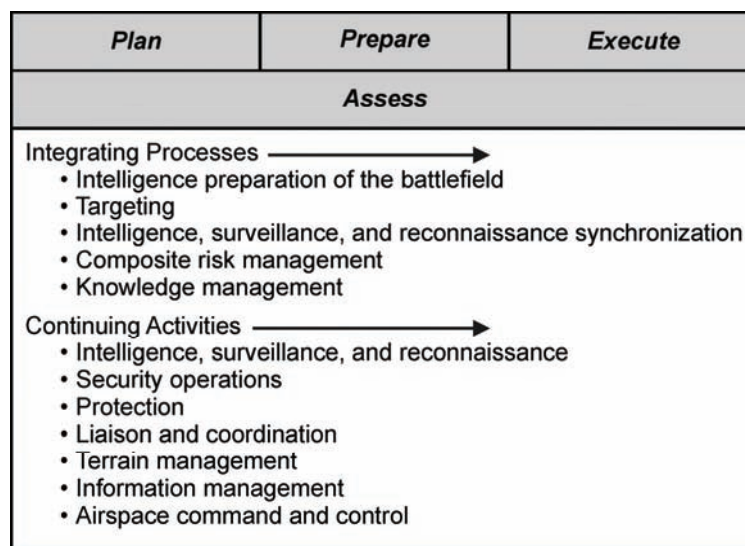 Plan Prepare Execute
Assess
Integrating Processes
• Intelligence preparation of the battlefield
• Targeting
• Intelligence, surveillance, and reconnaissance synchronization
• Composite risk management
• Knowledge management
Continuing Activities
• Intelligence, surveillance, and reconnaissance
• Security operations
• Protection
• Liaison and coordination
• Terrain management
• Information management
• Airspace command and control